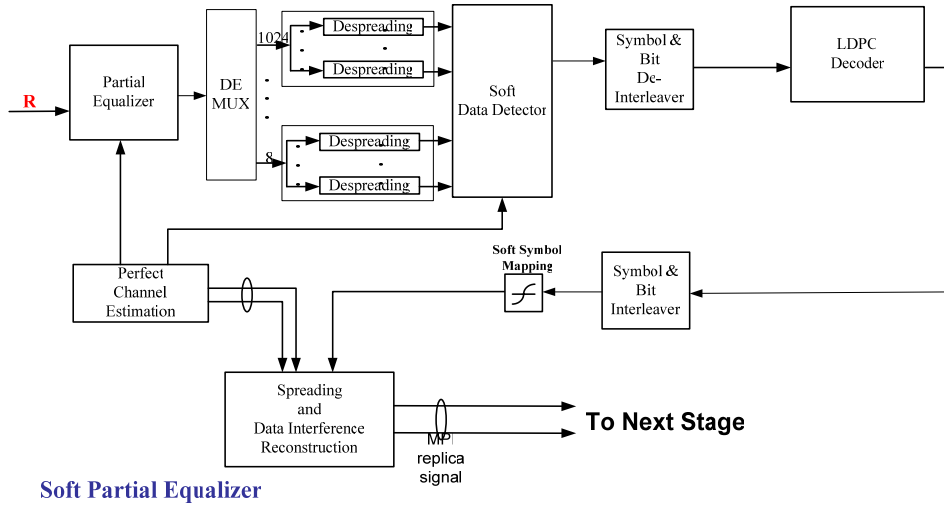 R
Partial
Equalizer
DE
MUX
1024
8
Despreading
Despreading
Despreading
Despreading
Soft
Data Detector
Symbol &
Bit
De-
Interleaver
LDPC
Decoder
Perfect
Channel
Estimation
Soft Symbol
Mapping
Symbol &
Bit
Interleaver
Spreading
and
Data Interference
Reconstruction
MPI
replica
signal
To Next Stage
Soft Partial Equalizer